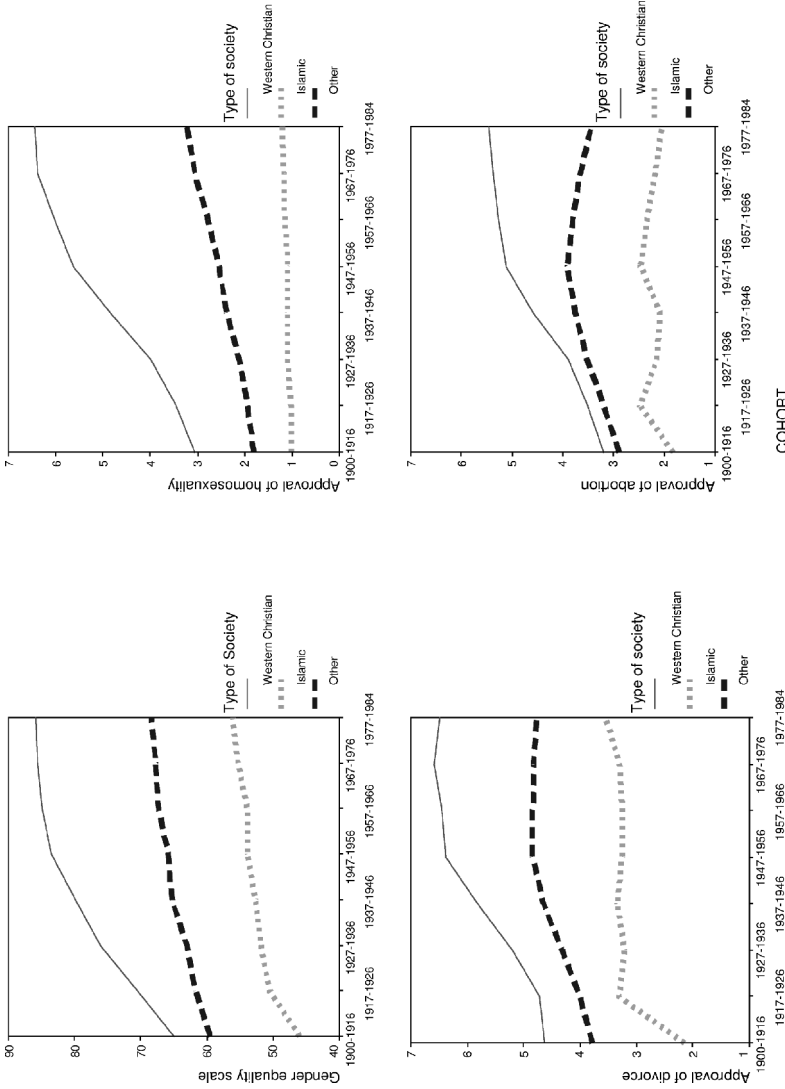 Gender equality scale
90
80
70
60
50
40
1900-1916
1917-1926
1927-1936
1937-1946
1947-1956
1957-1966
1967-1976
1977-1984
Type of Society
Western Christian
Islamic
Other
Approval of homosexuality
7
6
5
4
3
2
1
0
1900-1916
1917-1926
1927-1936
1937-1946
1947-1956
1957-1966
1967-1976
1977-1984
Type of society
Western Christian
Islamic
Other
Approval of divorce
7
6
5
4
3
2
1
1900-1916
1917-1926
1927-1936
1937-1946
1947-1956
1957-1966
1967-1976
1977-1984
Type of society
Western Christian
Islamic
Other
Approval of abortion
7
6
5
4
3
2
1
1900-1916
1917-1926
1927-1936
1937-1946
1947-1956
1957-1966
1967-1976
1977-1984
Type of society
Western Christian
Islamic
Other
COHORT